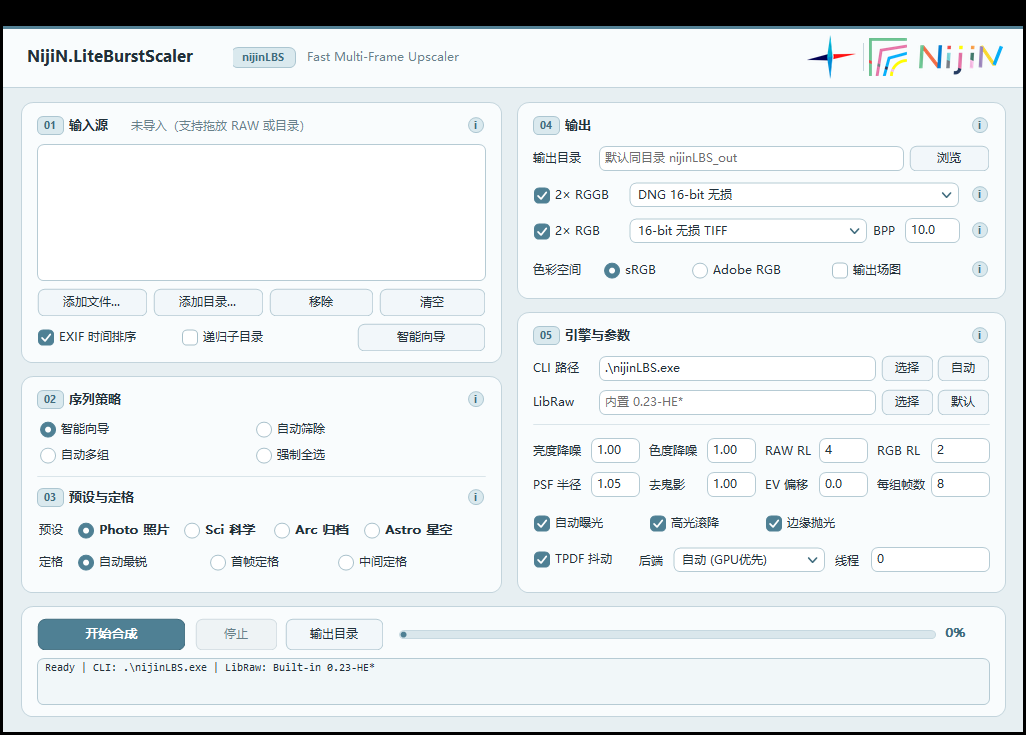 NijiN.LiteBurstScaler nijinLBS Fast Multi-Frame Upscaler NijiN
01 输入源 未导入 (支持拖放 RAW 或目录) i
添加文件... 添加目录... 移除 清空
EXIF 时间排序 递归子目录 智能向导
02 序列策略 i
智能向导 自动筛除
自动多组 强制全选
03 预设与定格 i
预设 Photo 照片 Sci 科学 Arc 归档 Astro 星空
定格 自动最锐 首帧定格 中间定格
04 输出 i
输出目录 默认同目录 nijinLBS_out 浏览
2× RGGB DNG 16-bit 无损 i
2× RGB 16-bit 无损 TIFF BPP 10.0 i
色彩空间 sRGB Adobe RGB 输出场图 i
05 引擎与参数 i
CLI 路径 .\nijinLBS.exe 选择 自动
LibRaw 内置 0.23-HE* 选择 默认
亮度降噪 1.00 色度降噪 1.00 RAW RL 4 RGB RL 2
PSF 半径 1.05 去鬼影 1.00 EV 偏移 0.0 每组帧数 8
自动曝光 高光滚降 边缘抛光
TPDF 抖动 后端 自动 (GPU优先) 线程 0
开始合成 停止 输出目录 0%
Ready | CLI: .\nijinLBS.exe | LibRaw: Built-in 0.23-HE*